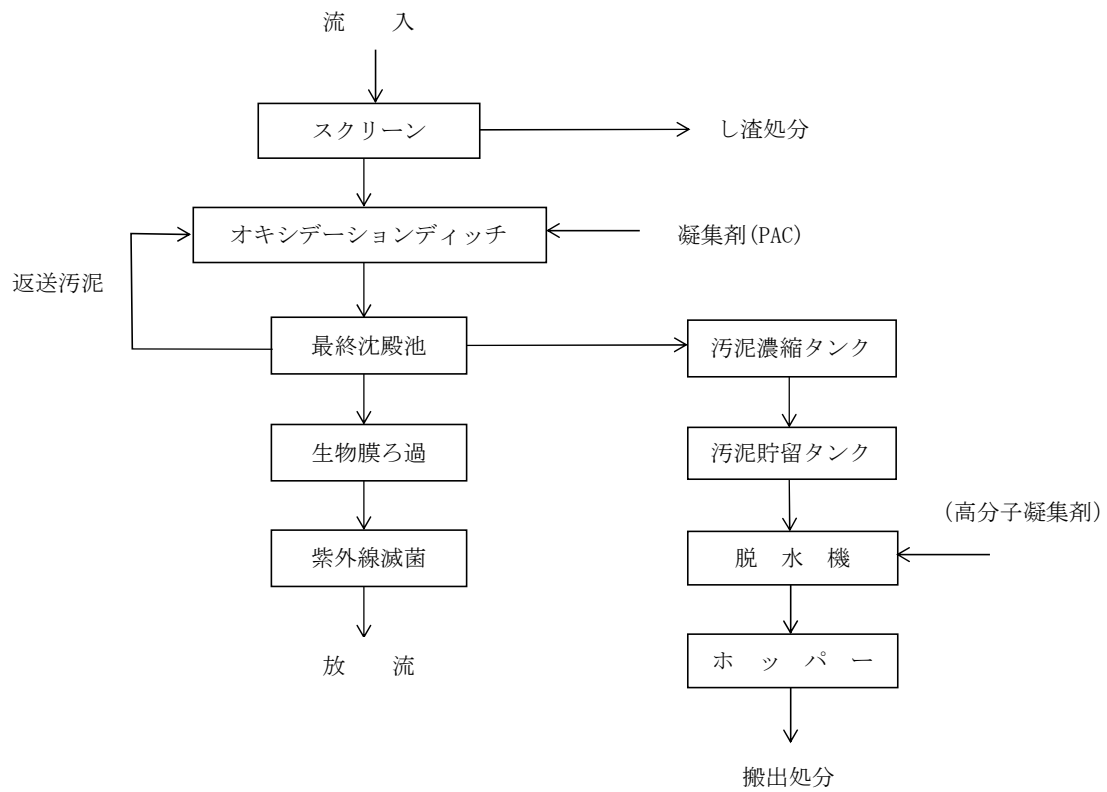 流　入
スクリーン
し渣処分
オキシデーションディッチ
凝集剤(PAC)
返送汚泥
最終沈殿池
汚泥濃縮タンク
生物膜ろ過
汚泥貯留タンク
(高分子凝集剤)
紫外線滅菌
脱　水　機
放　流
ホ　ッ　パ　ー
搬出処分